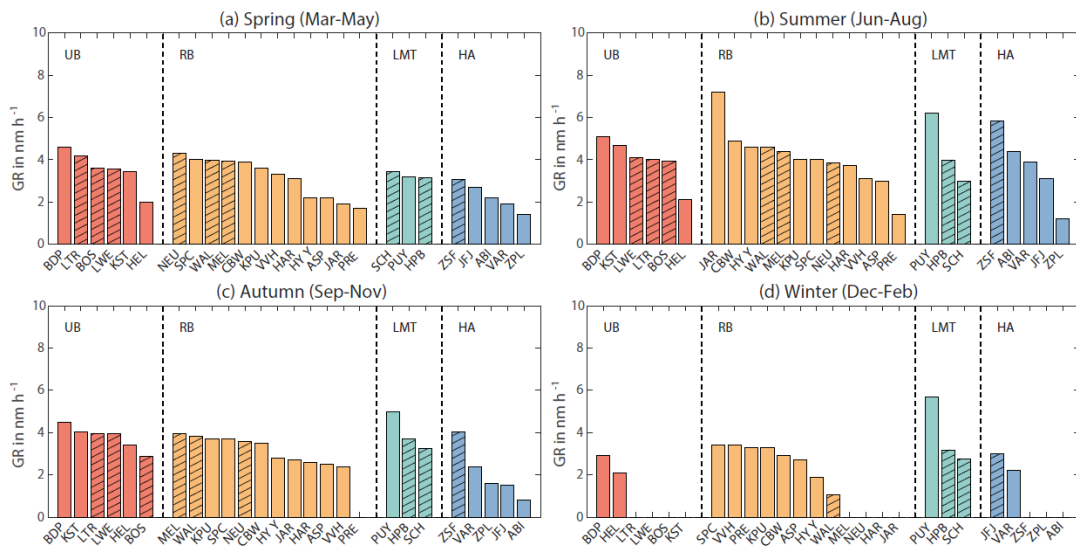 (a) Spring (Mar-May)
GR in nm h⁻¹
10
8
6
4
2
0
UB RB LMT HA
BDP LTR BOS LWE KST HEL NEU SPC WAL MEL CBW KPU VVH HAR HY Y ASP JAR PRE SCH PUY HPB ZSF JFJ ABI VAR ZPL
(b) Summer (Jun-Aug)
GR in nm h⁻¹
10
8
6
4
2
0
UB RB LMT HA
BDP KST LWE LTR BOS HEL JAR CBW HY Y WAL MEL KPU SPC NEU HAR VVH ASP PRE PUY HPB SCH ZSF ABI VAR JFJ ZPL
(c) Autumn (Sep-Nov)
GR in nm h⁻¹
10
8
6
4
2
0
UB RB LMT HA
BDP KST LTR LWE HEL BOS MEL WAL KPU SPC NEU CBW HY Y JAR HAR ASP VVH PRE PUY HPB SCH ZSF VAR ZPL JFJ ABI
(d) Winter (Dec-Feb)
GR in nm h⁻¹
10
8
6
4
2
0
UB RB LMT HA
BDP HEL LTR LWE BOS KST SPC VVH PRE KPU CBW ASP HY Y WAL MEL NEU HAR JAR PUY HPB SCH JFJ VAR ZSF ZPL ABI